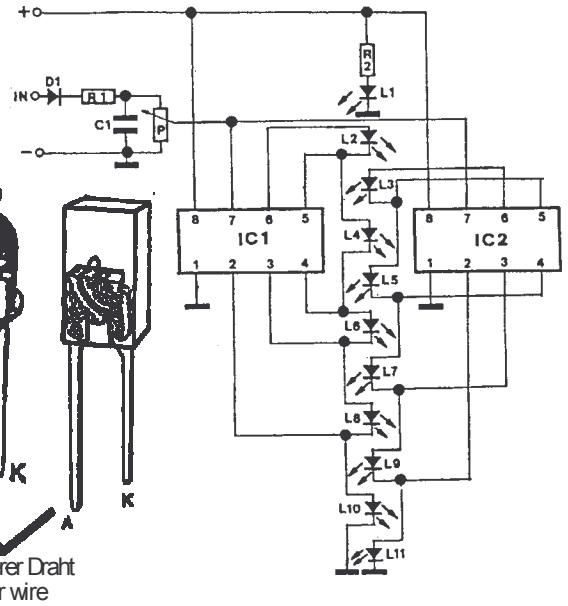 +
R2
L1
D1
IN
R1
C1
P
−
L2
L3
8 7 6 5
IC1
1 2 3 4
L4
8 7 6 5
IC2
1 2 3 4
L5
L6
L7
L8
L9
L10
L11
K
A
K
rer Draht
r wire